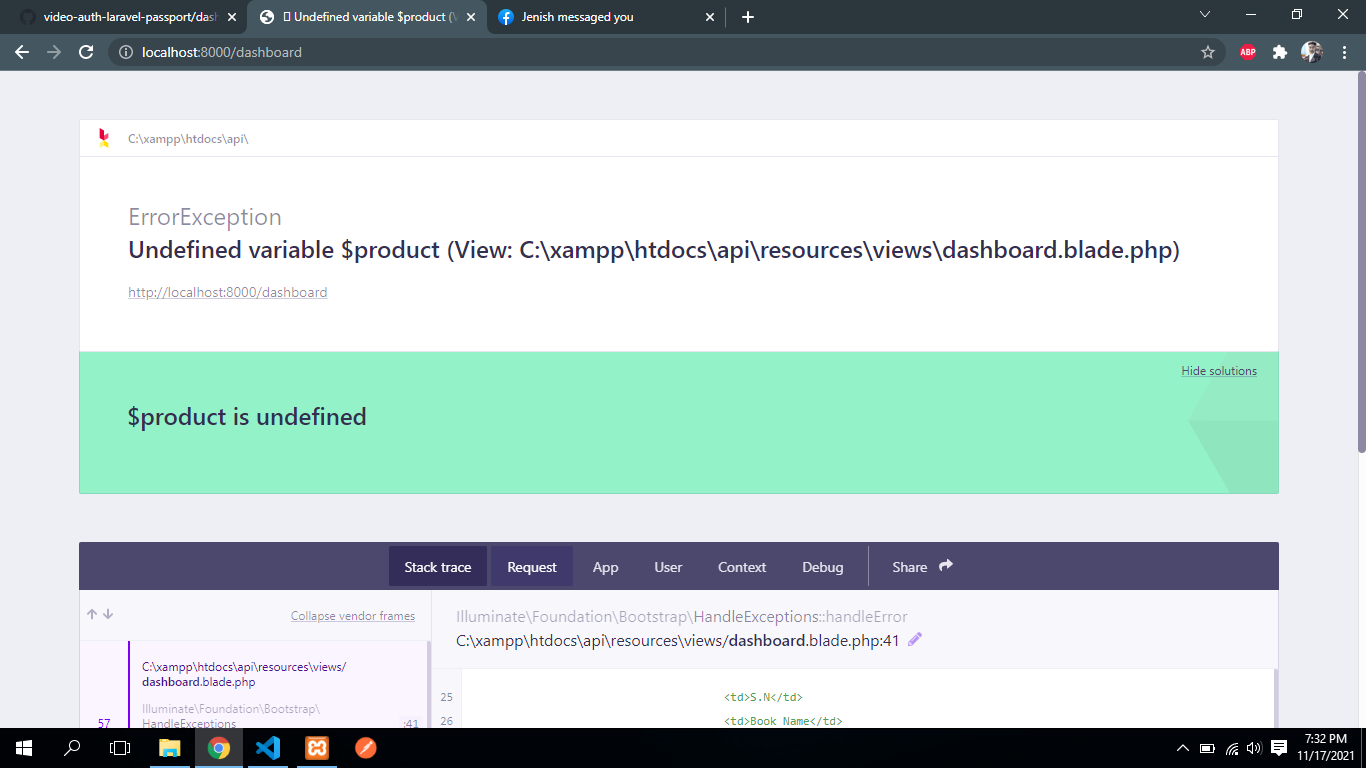 video-auth-laravel-passport/dash
Undefined variable $product (V
Jenish messaged you
localhost:8000/dashboard
ABP
C:\xampp\htdocs\api\
ErrorException
Undefined variable $product (View: C:\xampp\htdocs\api\resources\views\dashboard.blade.php)
http://localhost:8000/dashboard
Hide solutions
$product is undefined
Stack trace
Request
App
User
Context
Debug
Share
Collapse vendor frames
Illuminate\Foundation\Bootstrap\HandleExceptions::handleError
C:\xampp\htdocs\api\resources\views/dashboard.blade.php:41
C:\xampp\htdocs\api\resources\views/
dashboard.blade.php
Illuminate\Foundation\Bootstrap\
57 HandleExceptions :41
25 <td>S.N</td>
26 <td>Book Name</td>
7:32 PM
11/17/2021